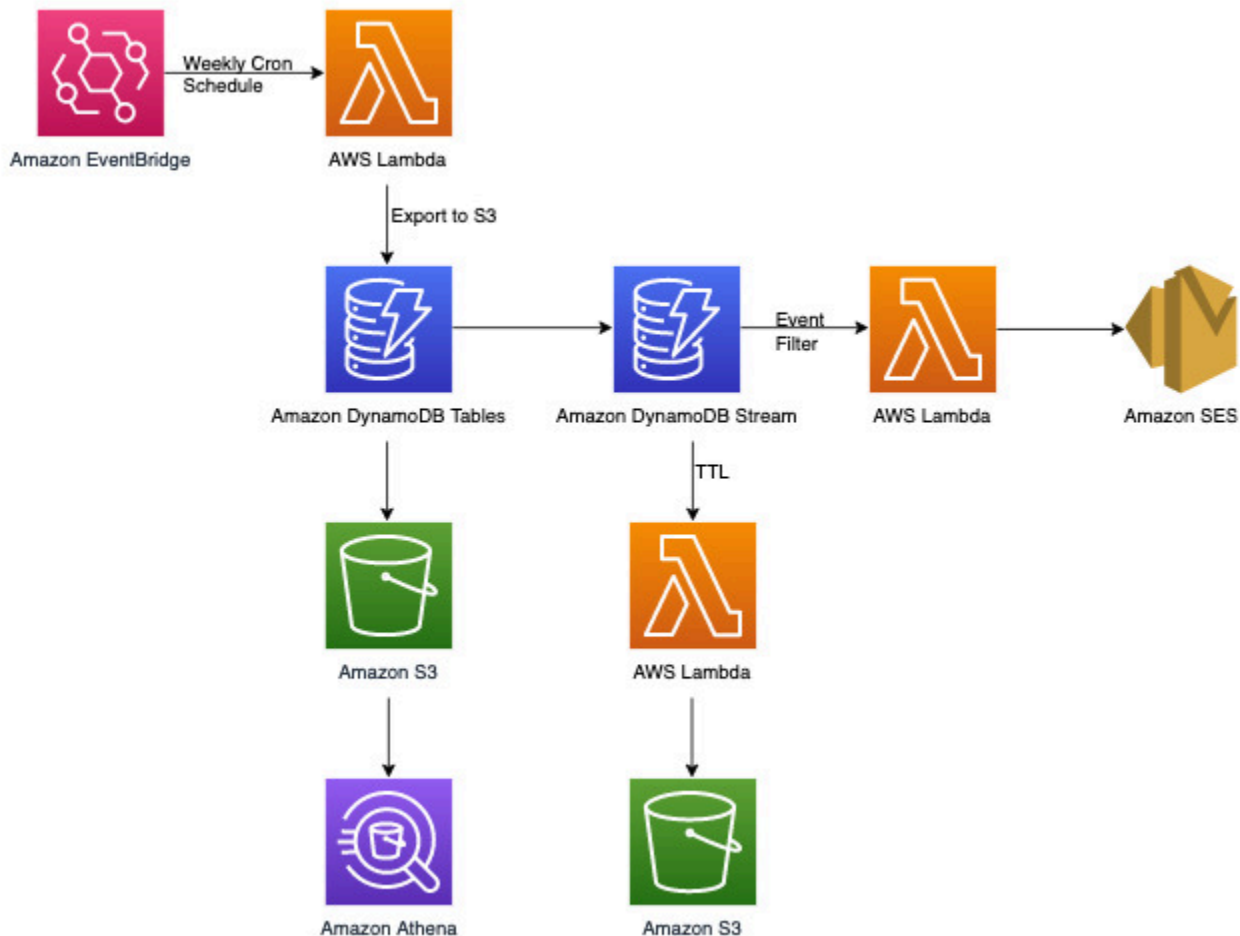 Weekly Cron
Schedule
Amazon EventBridge
AWS Lambda
Export to S3
Event
Filter
Amazon DynamoDB Tables
Amazon DynamoDB Stream
AWS Lambda
Amazon SES
TTL
Amazon S3
AWS Lambda
Amazon Athena
Amazon S3